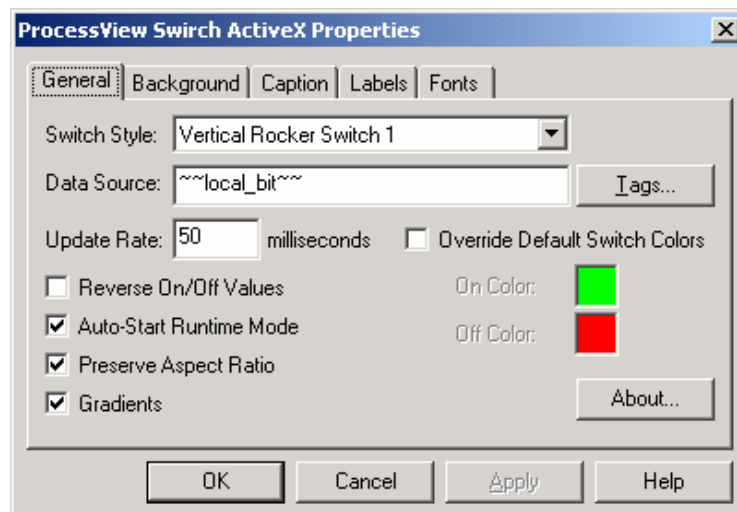 ProcessView Swirch ActiveX Properties
General Background Caption Labels Fonts
Switch Style: Vertical Rocker Switch 1
Data Source: ~~local_bit~~ Tags...
Update Rate: 50 milliseconds Override Default Switch Colors
Reverse On/Off Values On Color:
Auto-Start Runtime Mode Off Color:
Preserve Aspect Ratio
Gradients About...
OK Cancel Apply Help